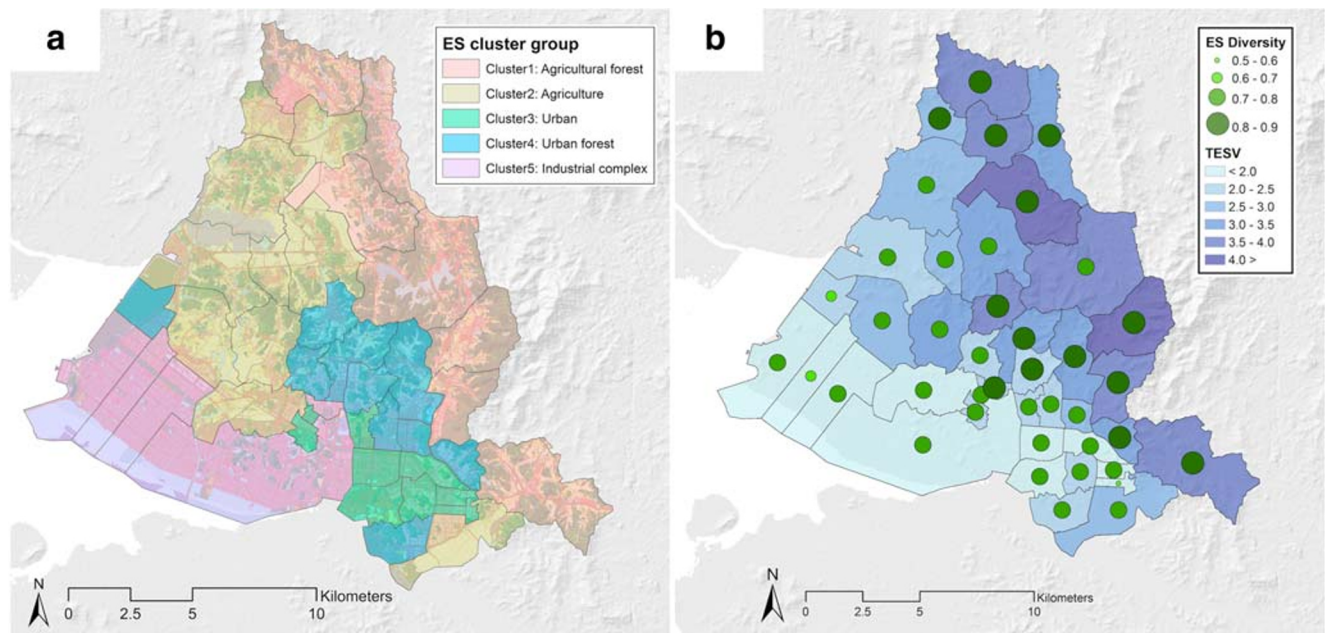 a
ES cluster group
Cluster1: Agricultural forest
Cluster2: Agriculture
Cluster3: Urban
Cluster4: Urban forest
Cluster5: Industrial complex
N
Kilometers
0 2.5 5 10
b
ES Diversity
0.5 - 0.6
0.6 - 0.7
0.7 - 0.8
0.8 - 0.9
TESV
< 2.0
2.0 - 2.5
2.5 - 3.0
3.0 - 3.5
3.5 - 4.0
4.0 >
N
Kilometers
0 2.5 5 10